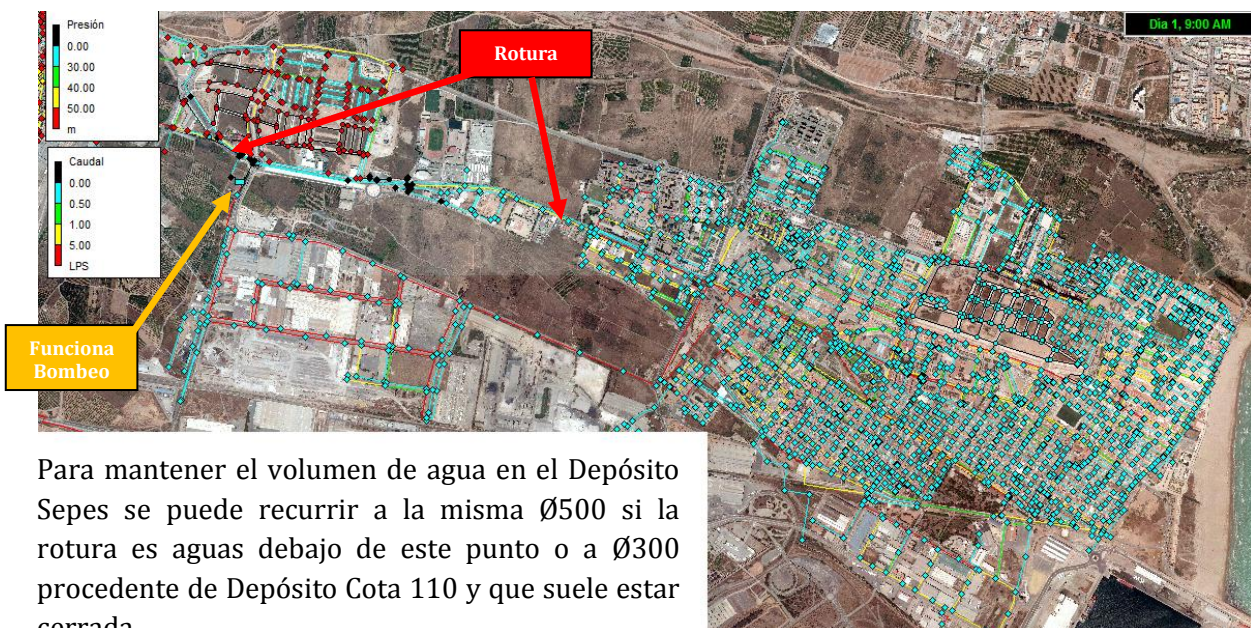 Presión
0.00
30.00
40.00
50.00
m
Caudal
0.00
0.50
1.00
5.00
LPS
Rotura
Dia 1, 9:00 AM
Funciona
Bombeo
Para mantener el volumen de agua en el Depósito
Sepes se puede recurrir a la misma Ø500 si la
rotura es aguas debajo de este punto o a Ø300
procedente de Depósito Cota 110 y que suele estar
cerrada